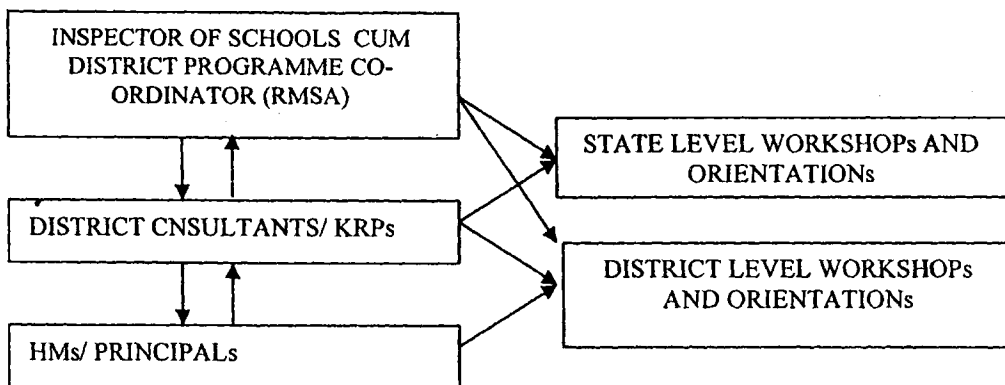 INSPECTOR OF SCHOOLS CUM
DISTRICT PROGRAMME CO-
ORDINATOR (RMSA)
STATE LEVEL WORKSHOPs AND
ORIENTATIONs
DISTRICT CNSULTANTS/ KRPs
DISTRICT LEVEL WORKSHOPs
AND ORIENTATIONs
HMs/ PRINCIPALs